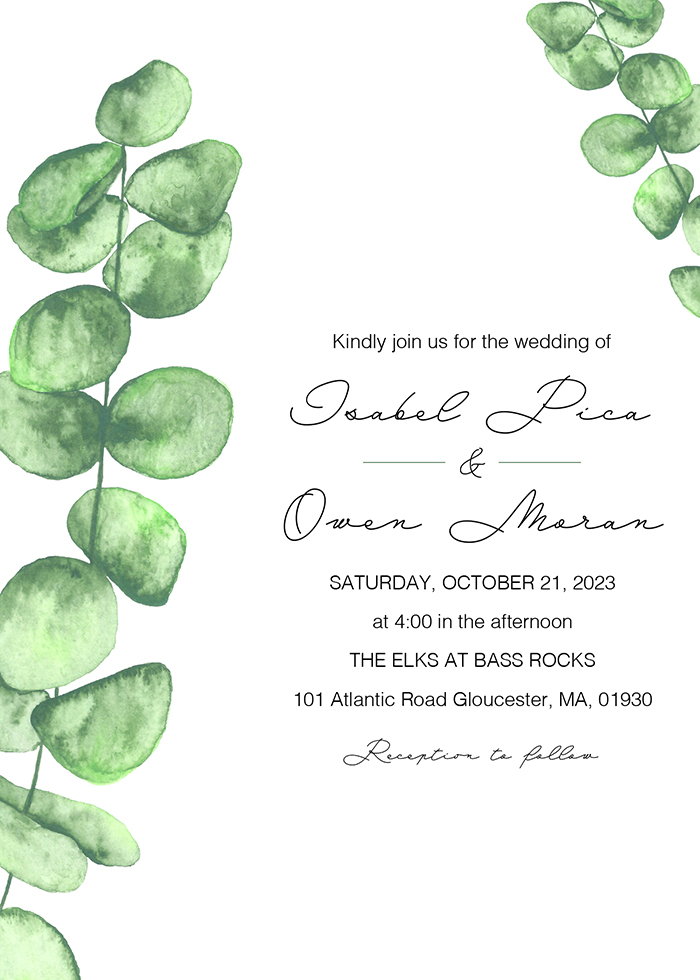 Kindly join us for the wedding of
Isabel Pica
&
Owen Moran
SATURDAY, OCTOBER 21, 2023
at 4:00 in the afternoon
THE ELKS AT BASS ROCKS
101 Atlantic Road Gloucester, MA, 01930
Reception to follow